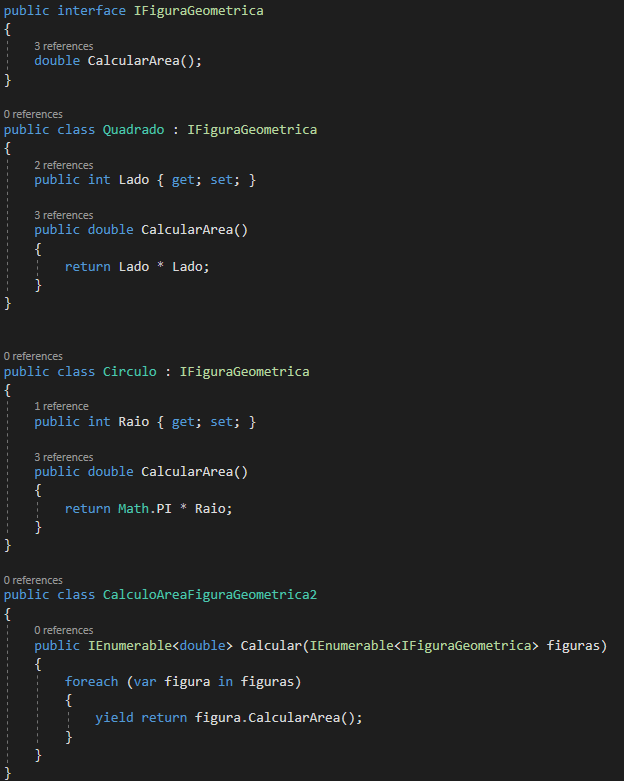 public interface IFiguraGeometrica
{
3 references
double CalcularArea();
}
0 references
public class Quadrado : IFiguraGeometrica
{
2 references
public int Lado { get; set; }
3 references
public double CalcularArea()
{
return Lado * Lado;
}
}
0 references
public class Circulo : IFiguraGeometrica
{
1 reference
public int Raio { get; set; }
3 references
public double CalcularArea()
{
return Math.PI * Raio;
}
}
0 references
public class CalculoAreaFiguraGeometrica2
{
0 references
public IEnumerable<double> Calcular(IEnumerable<IFiguraGeometrica> figuras)
{
foreach (var figura in figuras)
{
yield return figura.CalcularArea();
}
}
}